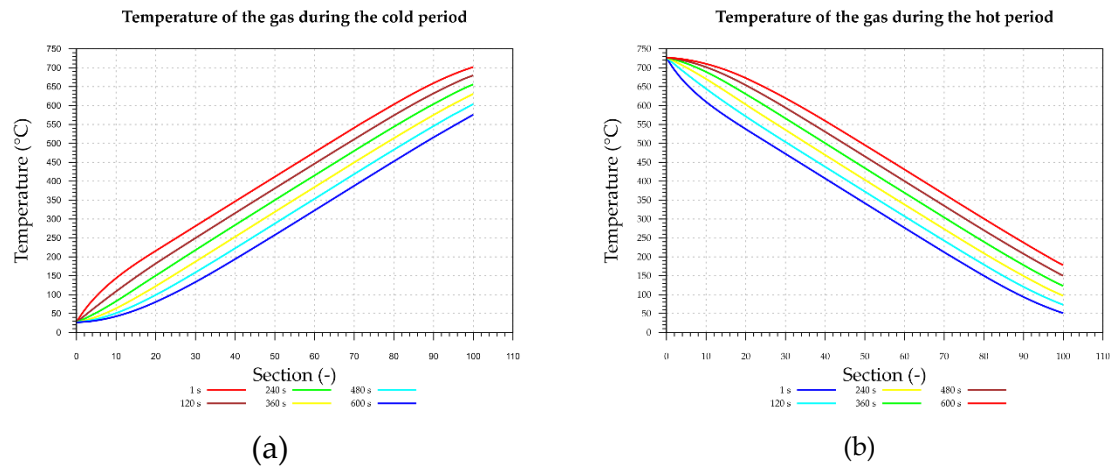 Temperature of the gas during the cold period
Temperature (°C)
750
700
650
600
550
500
450
400
350
300
250
200
150
100
50
0
0 10 20 30 40 50 60 70 80 90 100 110
Section (-)
1 s 240 s 480 s
120 s 360 s 600 s
(a)
Temperature of the gas during the hot period
Temperature (°C)
750
700
650
600
550
500
450
400
350
300
250
200
150
100
50
0
0 10 20 30 40 50 60 70 80 90 100 110
Section (-)
1 s 240 s 480 s
120 s 360 s 600 s
(b)